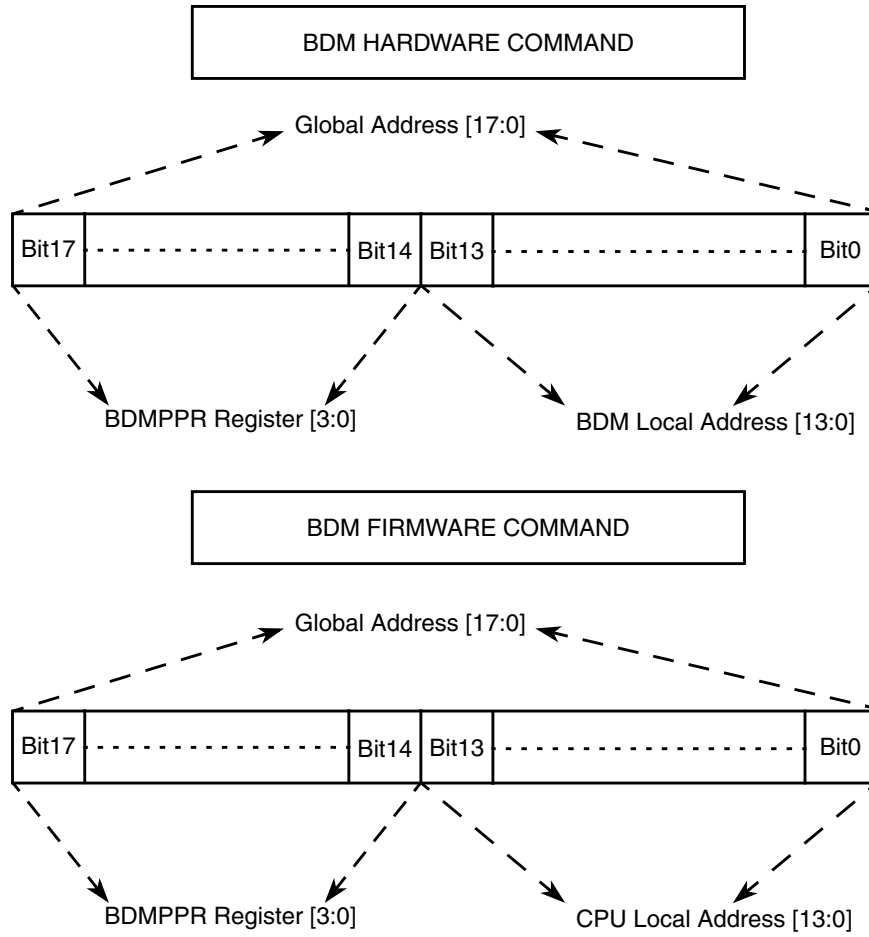 BDM HARDWARE COMMAND
Global Address [17:0]
Bit17 Bit14 Bit13 Bit0
BDMPPR Register [3:0] BDM Local Address [13:0]
BDM FIRMWARE COMMAND
Global Address [17:0]
Bit17 Bit14 Bit13 Bit0
BDMPPR Register [3:0] CPU Local Address [13:0]